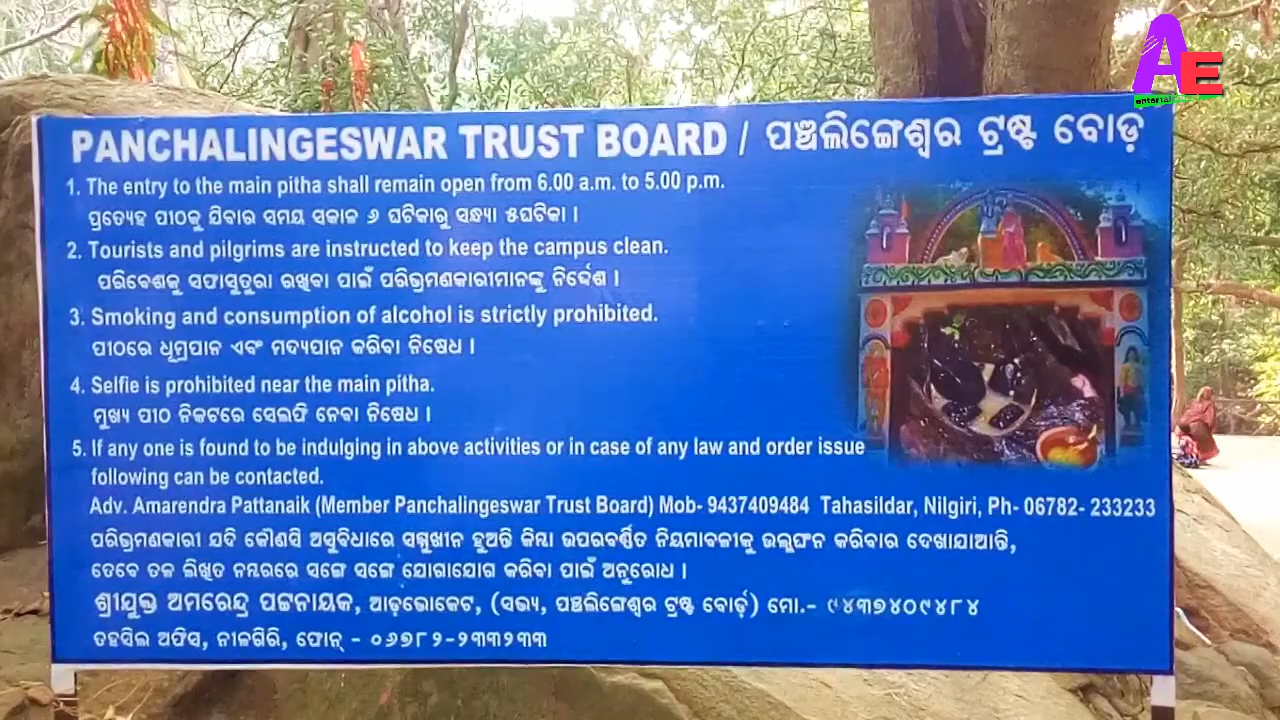 PANCHALINGESWAR TRUST BOARD / ପଞ୍ଚଲିଙ୍ଗେଶ୍ୱର ଟ୍ରଷ୍ଟ ବୋଡ଼
1. The entry to the main pitha shall remain open from 6.00 a.m. to 5.00 p.m.
ପ୍ରତ୍ୟେହ ପୀଠକୁ ଯିବାର ସମୟ ସକାଳ ୬ ଘଟିକାରୁ ସନ୍ଧ୍ୟା ୫ଘଟିକା ।
2. Tourists and pilgrims are instructed to keep the campus clean.
ପରିବେଶକୁ ସଫାସୁତୁରା ରଖିବା ପାଇଁ ପରିଭ୍ରମଣକାରୀମାନଙ୍କୁ ନିର୍ଦ୍ଦେଶ ।
3. Smoking and consumption of alcohol is strictly prohibited.
ପୀଠରେ ଧୂମ୍ରପାନ ଏବଂ ମଦ୍ୟପାନ କରିବା ନିଷେଧ ।
4. Selfie is prohibited near the main pitha.
ମୁଖ୍ୟ ପୀଠ ନିକଟରେ ସେଲଫି ନେବା ନିଷେଧ ।
5. If any one is found to be indulging in above activities or in case of any law and order issue
following can be contacted.
Adv. Amarendra Pattanaik (Member Panchalingeswar Trust Board) Mob- 9437409484 Tahasildar, Nilgiri, Ph- 06782- 233233
ପରିଭ୍ରମଣକାରୀ ଯଦି କୌଣସି ଅସୁବିଧାରେ ସମ୍ମୁଖୀନ ହୁଅନ୍ତି କିମ୍ବା ଉପରବର୍ଣ୍ଣିତ ନିୟମାବଳୀକୁ ଉଲ୍ଲଙ୍ଘନ କରିବାର ଦେଖାଯାଆନ୍ତି,
ତେବେ ତଳ ଲିଖିତ ନମ୍ବରରେ ସଙ୍ଗେ ସଙ୍ଗେ ଯୋଗାଯୋଗ କରିବା ପାଇଁ ଅନୁରୋଧ ।
ଶ୍ରୀଯୁକ୍ତ ଅମରେନ୍ଦ୍ର ପଟ୍ଟନାୟକ, ଆଡ଼ଭୋକେଟ, (ସଭ୍ୟ, ପଞ୍ଚଲିଙ୍ଗେଶ୍ୱର ଟ୍ରଷ୍ଟ ବୋର୍ଡ଼) ମୋ.- ୯୪୩୭୪୦୯୪୮୪
ତହସିଲ ଅଫିସ, ନୀଳଗିରି, ଫୋନ୍ - ୦୬୭୮୨-୨୩୩୨୩୩
AE